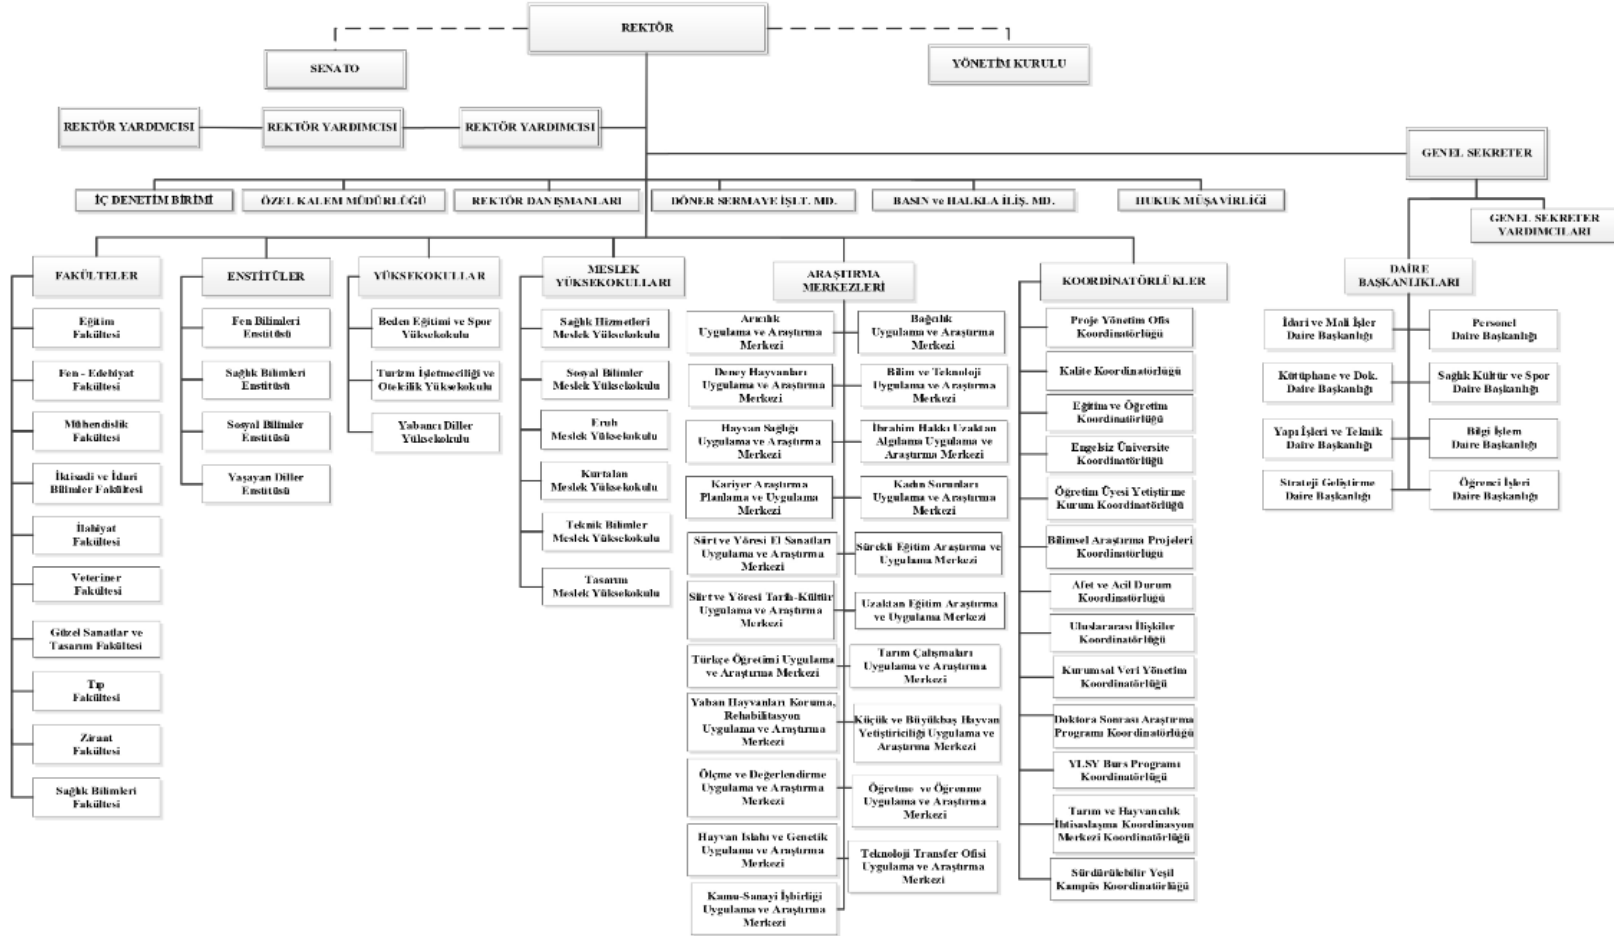 REKTÖR
SENATO
YÖNETİM KURULU
REKTÖR YARDIMCISI
REKTÖR YARDIMCISI
REKTÖR YARDIMCISI
GENEL SEKRETER
İÇ DENETİM BİRİMİ
ÖZEL KALEM MÜDÜRLÜĞÜ
REKTÖR DANIŞMANLARI
DÖNER SERMAYE İŞLT. MD.
BASIN ve HALKLA İLİŞ. MD.
HUKUK MÜŞAVİRLİĞİ
GENEL SEKRETER
YARDIMCILARI
FAKÜLTELER
Eğitim
Fakültesi
Fen - Edebiyat
Fakültesi
Mühendislik
Fakültesi
İktisadi ve İdari
Bilimler Fakültesi
İlahiyat
Fakültesi
Veteriner
Fakültesi
Güzel Sanatlar ve
Tasarım Fakültesi
Tıp
Fakültesi
Ziraat
Fakültesi
Sağlık Bilimleri
Fakültesi
ENSTİTÜLER
Fen Bilimleri
Enstitüsü
Sağlık Bilimleri
Enstitüsü
Sosyal Bilimler
Enstitüsü
Yaşayan Diller
Enstitüsü
YÜKSEKOKULLAR
Beden Eğitimi ve Spor
Yüksekokulu
Turizm İşletmeciliği ve
Otelcilik Yüksekokulu
Yabancı Diller
Yüksekokulu
MESLEK
YÜKSEKOKULLARI
Sağlık Hizmetleri
Meslek Yüksekokulu
Sosyal Bilimler
Meslek Yüksekokulu
Eruh
Meslek Yüksekokulu
Kurtalan
Meslek Yüksekokulu
Teknik Bilimler
Meslek Yüksekokulu
Tasarım
Meslek Yüksekokulu
ARAŞTIRMA
MERKEZLERİ
Arıcılık
Uygulama ve Araştırma
Merkezi
Bağcılık
Uygulama ve Araştırma
Merkezi
Deney Hayvanları
Uygulama ve Araştırma
Merkezi
Bilim ve Teknoloji
Uygulama ve Araştırma
Merkezi
Hayvan Sağlığı
Uygulama ve Araştırma
Merkezi
İbrahim Hakkı Uzaktan
Algılama Uygulama ve
Araştırma Merkezi
Kariyer Araştırma
Planlama ve Uygulama
Merkezi
Kadın Sorunları
Uygulama ve Araştırma
Merkezi
Siirt ve Yöresi El Sanatları
Uygulama ve Araştırma
Merkezi
Sürekli Eğitim Araştırma ve
Uygulama Merkezi
Siirt ve Yöresi Tarih-Kültür
Uygulama ve Araştırma
Merkezi
Uzaktan Eğitim Araştırma
ve Uygulama Merkezi
Türkçe Öğretimi Uygulama
ve Araştırma Merkezi
Tarım Çalışmaları
Uygulama ve Araştırma
Merkezi
Yaban Hayvanları Koruma,
Rehabilitasyon
Uygulama ve Araştırma
Merkezi
Küçük ve Büyükbaş Hayvan
Yetiştiriciliği Uygulama ve
Araştırma Merkezi
Ölçme ve Değerlendirme
Uygulama ve Araştırma
Merkezi
Öğretme ve Öğrenme
Uygulama ve Araştırma
Merkezi
Hayvan Islahı ve Genetik
Uygulama ve Araştırma
Merkezi
Teknoloji Transfer Ofisi
Uygulama ve Araştırma
Merkezi
Kamu-Sanayi İşbirliği
Uygulama ve Araştırma
Merkezi
KOORDİNATÖRLÜKLER
Proje Yönetim Ofis
Koordinatörlüğü
Kalite Koordinatörlüğü
Eğitim ve Öğretim
Koordinatörlüğü
Engelsiz Üniversite
Koordinatörlüğü
Öğretim Üyesi Yetiştirme
Kurum Koordinatörlüğü
Bilimsel Araştırma Projeleri
Koordinatörlüğü
Afet ve Acil Durum
Koordinatörlüğü
Uluslararası İlişkiler
Koordinatörlüğü
Kurumsal Veri Yönetim
Koordinatörlüğü
Doktora Sonrası Araştırma
Programı Koordinatörlüğü
YLSY Burs Programı
Koordinatörlüğü
Tarım ve Hayvancılık
İhtisaslaşma Koordinasyon
Merkezi Koordinatörlüğü
Sürdürülebilir Yeşil
Kampüs Koordinatörlüğü
DAİRE
BAŞKANLIKLARI
İdari ve Mali İşler
Daire Başkanlığı
Personel
Daire Başkanlığı
Kütüphane ve Dok.
Daire Başkanlığı
Sağlık Kültür ve Spor
Daire Başkanlığı
Yapı İşleri ve Teknik
Daire Başkanlığı
Bilgi İşlem
Daire Başkanlığı
Strateji Geliştirme
Daire Başkanlığı
Öğrenci İşleri
Daire Başkanlığı